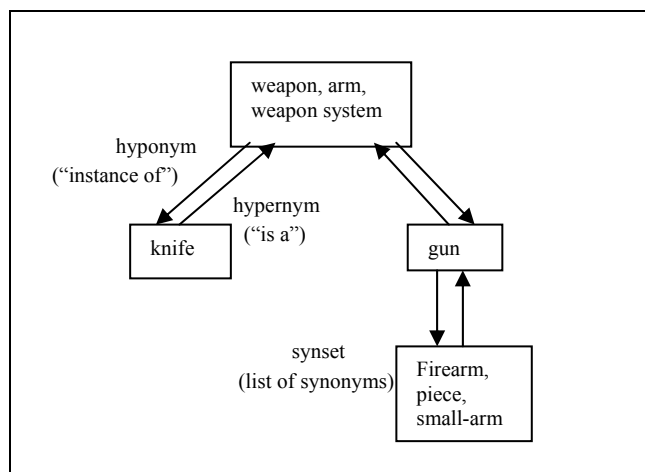 weapon, arm,
weapon system
hyponym
(“instance of”)
hypernym
(“is a”)
knife
gun
synset
(list of synonyms)
Firearm,
piece,
small-arm